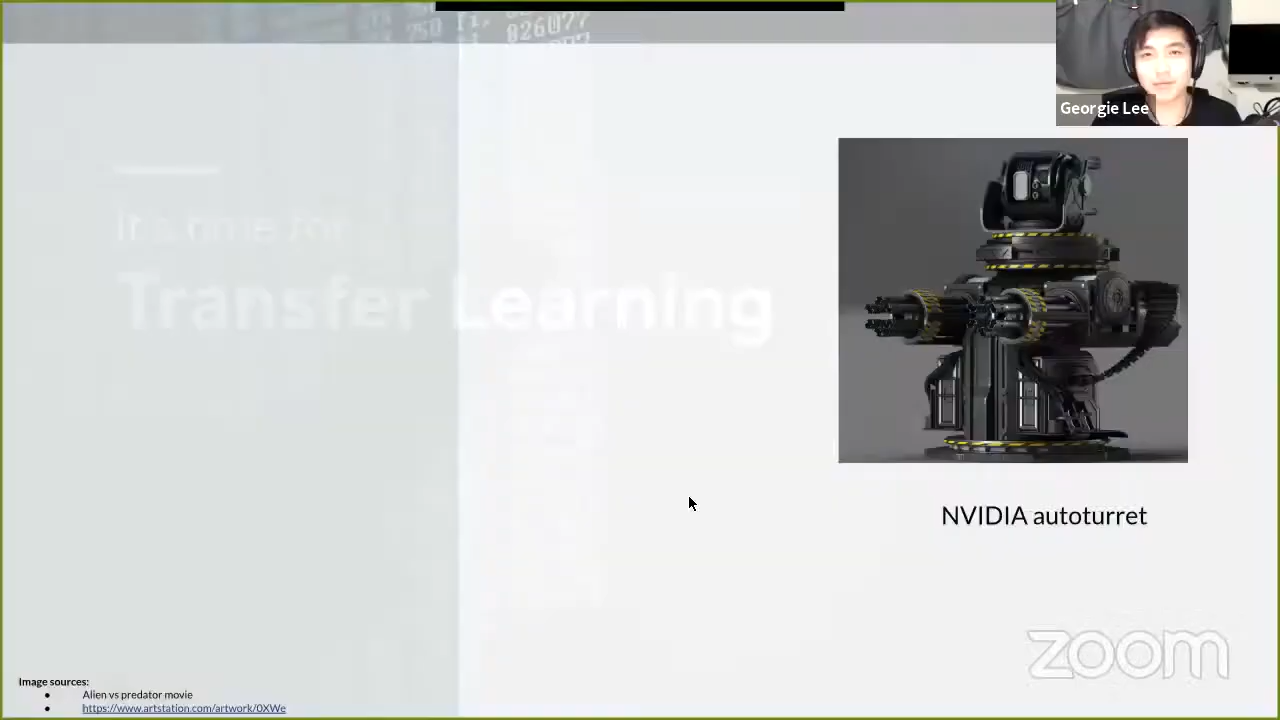 826077
Georgie Lee
It's time for
Transfer Learning
NVIDIA autoturret
zoom
Image sources:
● Alien vs predator movie
● https://www.artstation.com/artwork/0XWe